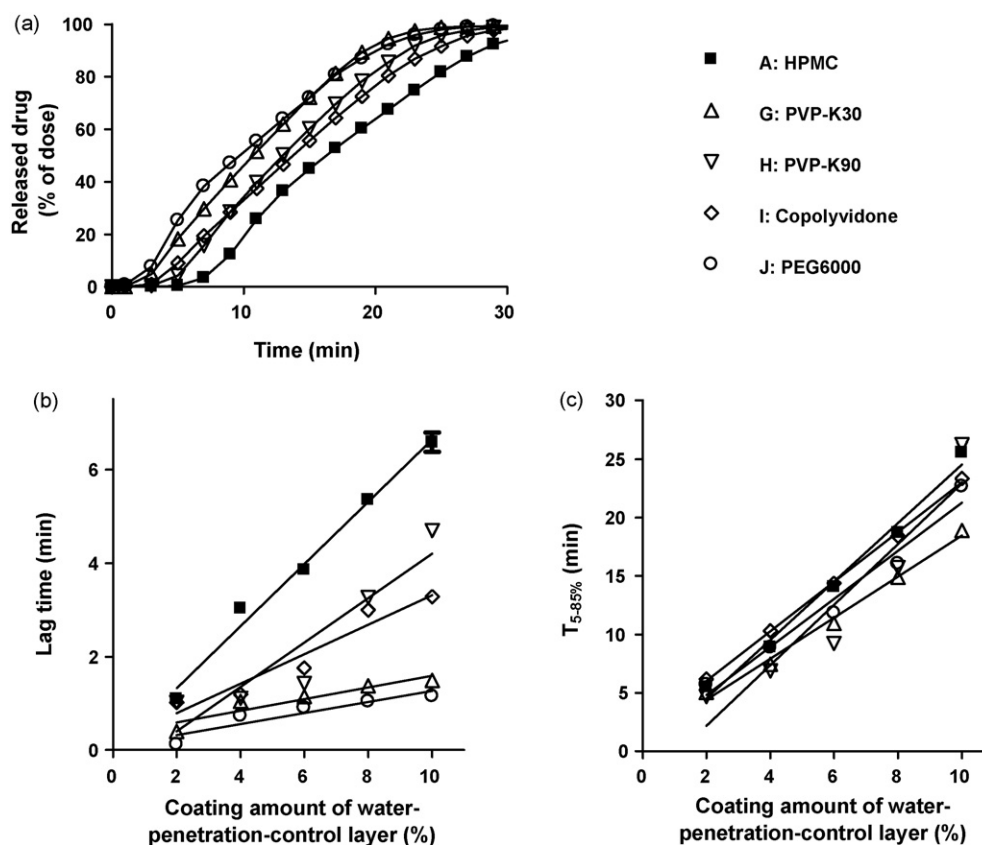 (a)
Released drug
(% of dose)
100
80
60
40
20
0
0
10
20
30
Time (min)
A: HPMC
G: PVP-K30
H: PVP-K90
I: Copolyvidone
J: PEG6000
(b)
Lag time (min)
6
4
2
0
0
2
4
6
8
10
Coating amount of water-
penetration-control layer (%)
(c)
T5-85% (min)
30
25
20
15
10
5
0
0
2
4
6
8
10
Coating amount of water-
penetration-control layer (%)